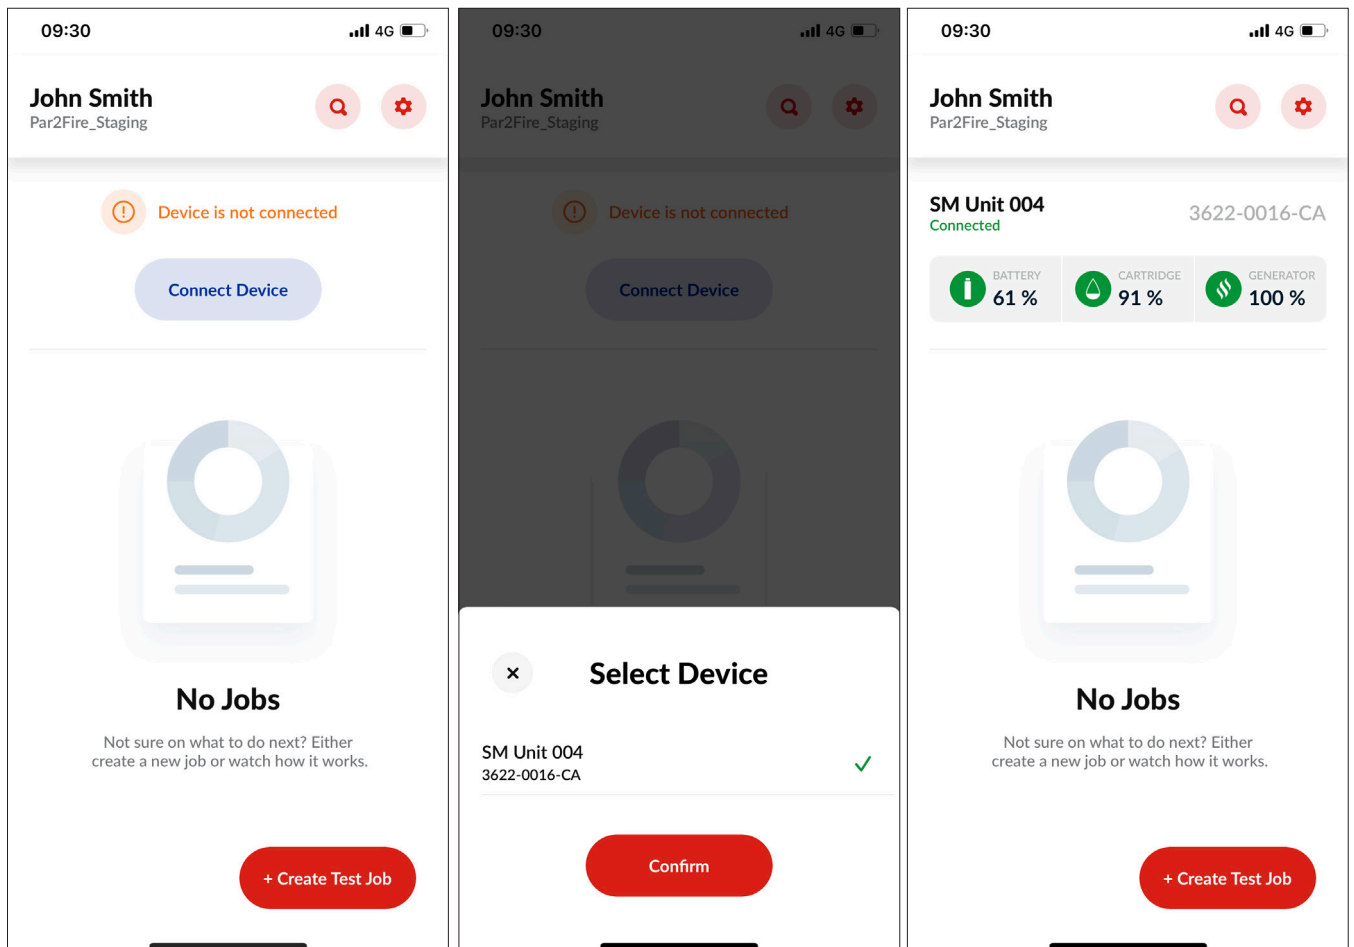 09:30
4G
John Smith
Par2Fire_Staging
Device is not connected
Connect Device
No Jobs
Not sure on what to do next? Either
create a new job or watch how it works.
+ Create Test Job
09:30
4G
John Smith
Par2Fire_Staging
Device is not connected
Connect Device
Select Device
SM Unit 004
3622-0016-CA
Confirm
09:30
4G
John Smith
Par2Fire_Staging
SM Unit 004
Connected
3622-0016-CA
BATTERY
61 %
CARTRIDGE
91 %
GENERATOR
100 %
No Jobs
Not sure on what to do next? Either
create a new job or watch how it works.
+ Create Test Job